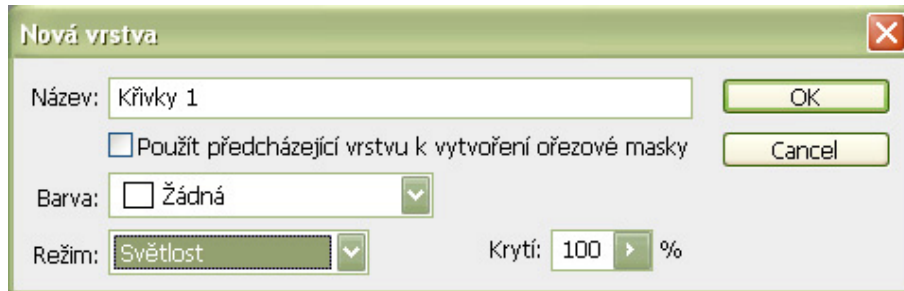 Nová vrstva
Název: Křivky 1
OK
Použít předcházející vrstvu k vytvoření ořezové masky
Cancel
Barva: Žádná
Režim: Světlost
Krytí: 100 %